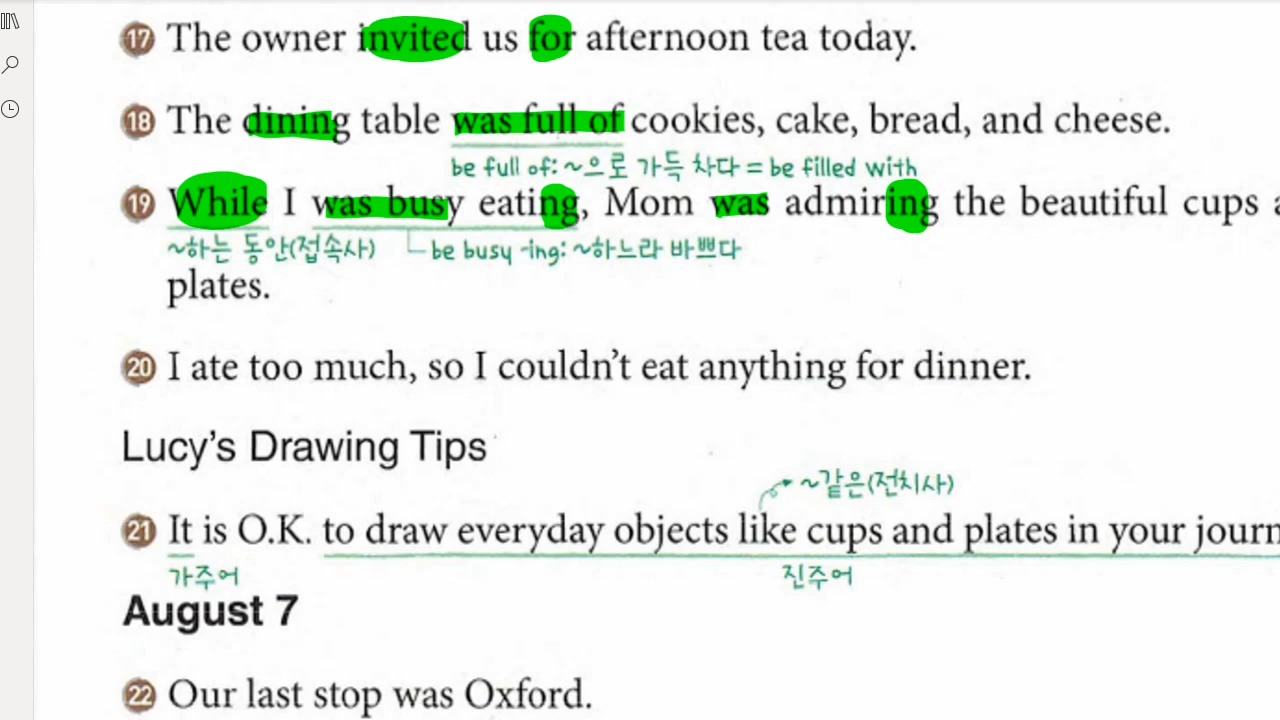 17 The owner invited us for afternoon tea today.
18 The dining table was full of cookies, cake, bread, and cheese.
be full of: ~으로 가득 차다 = be filled with
19 While I was busy eating, Mom was admiring the beautiful cups a
~하는 동안(접속사) be busy -ing: ~하느라 바쁘다
plates.
20 I ate too much, so I couldn't eat anything for dinner.
Lucy's Drawing Tips
~같은(전치사)
21 It is O.K. to draw everyday objects like cups and plates in your journ
가주어 진주어
August 7
22 Our last stop was Oxford.